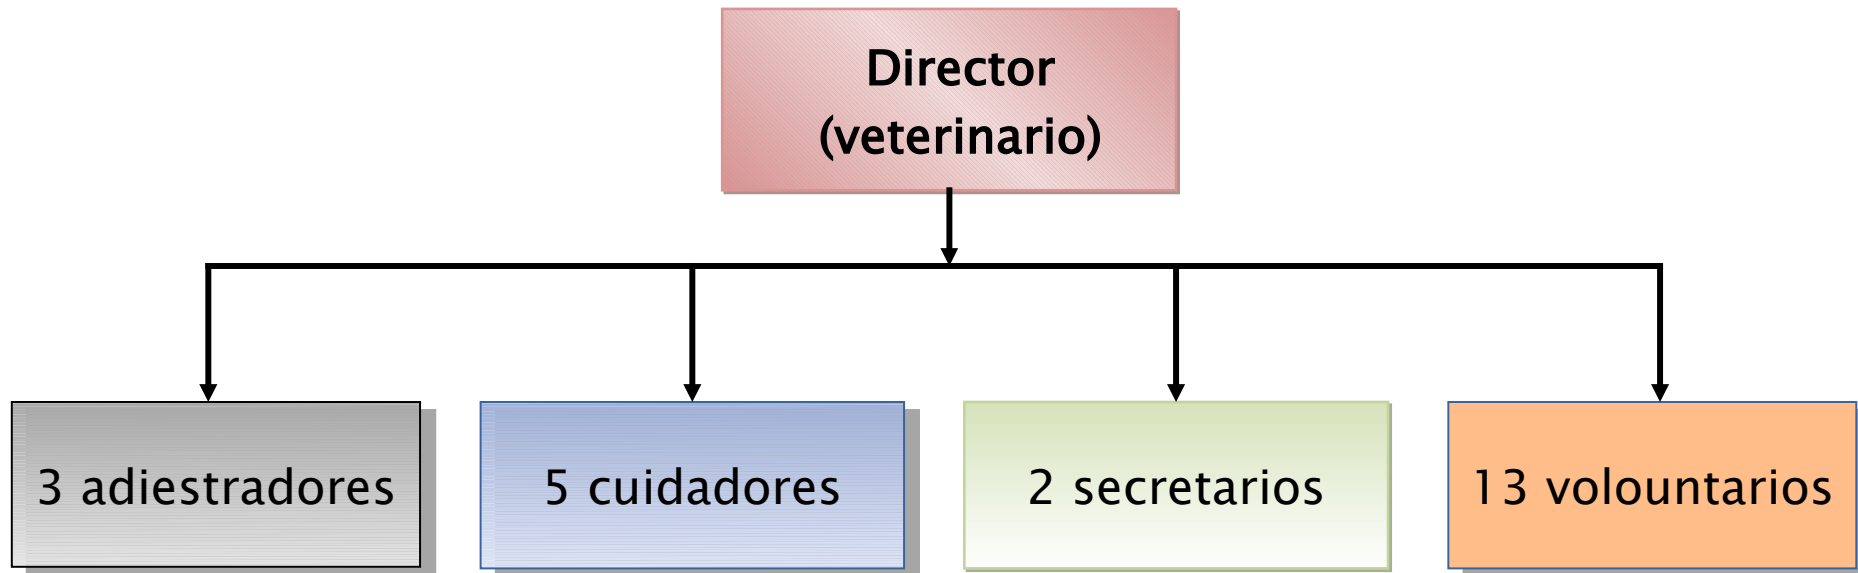 Director
(veterinario)
3 adiestradores
5 cuidadores
2 secretarios
13 volountarios